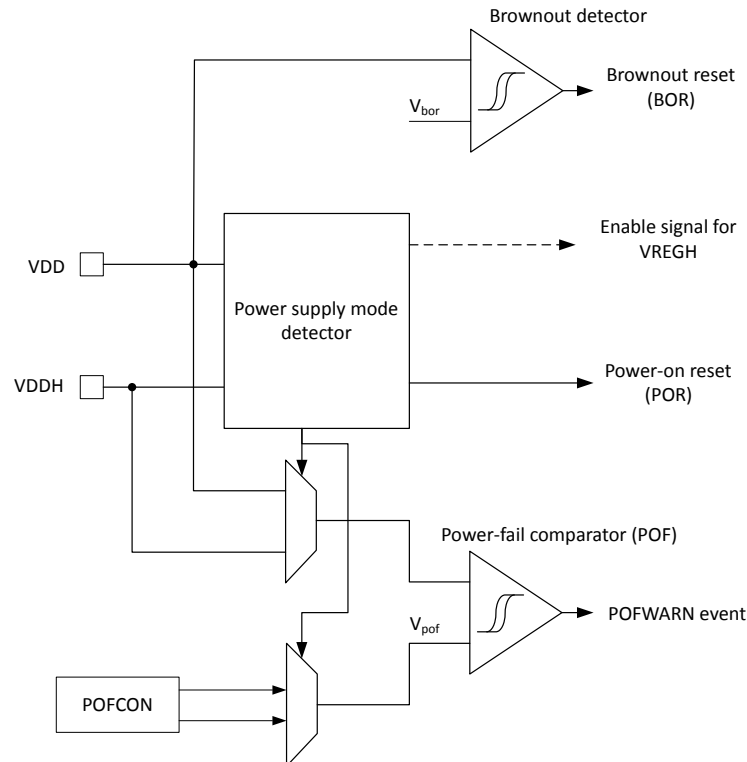 Brownout detector
Brownout reset
(BOR)
Vbor
Enable signal for
VREGH
VDD
Power supply mode
detector
VDDH
Power-on reset
(POR)
Power-fail comparator (POF)
POFWARN event
Vpof
POFCON